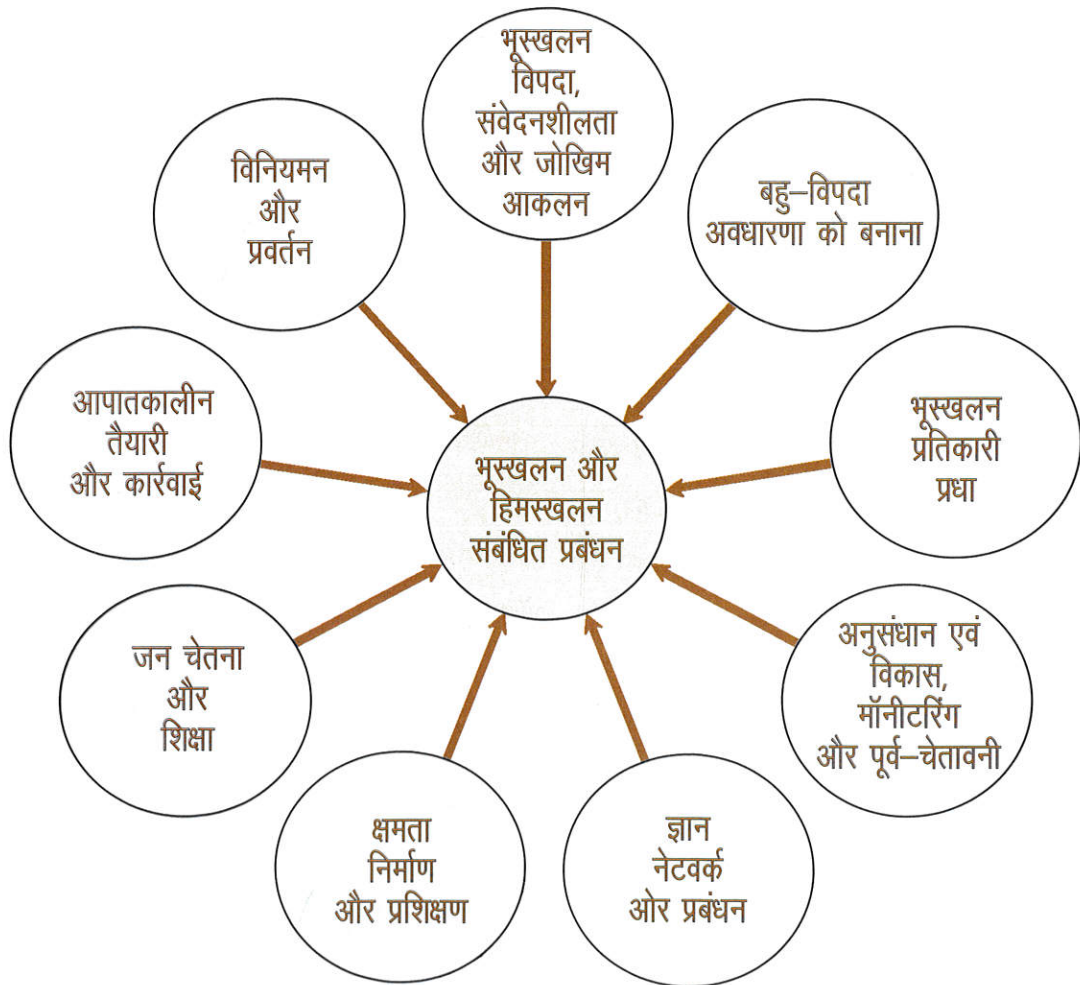 भूस्खलन
विपदा,
संवेदनशीलता
और जोखिम
आकलन
बहु–विपदा
अवधारणा को बनाना
भूस्खलन
प्रतिकारी
प्रधा
अनुसंधान एवं
विकास,
मॉनीटरिंग
और पूर्व–चेतावनी
ज्ञान
नेटवर्क
ओर प्रबंधन
क्षमता
निर्माण
और प्रशिक्षण
जन चेतना
और
शिक्षा
आपातकालीन
तैयारी
और कार्रवाई
विनियमन
और
प्रवर्तन
भूस्खलन और
हिमस्खलन
संबंधित प्रबंधन